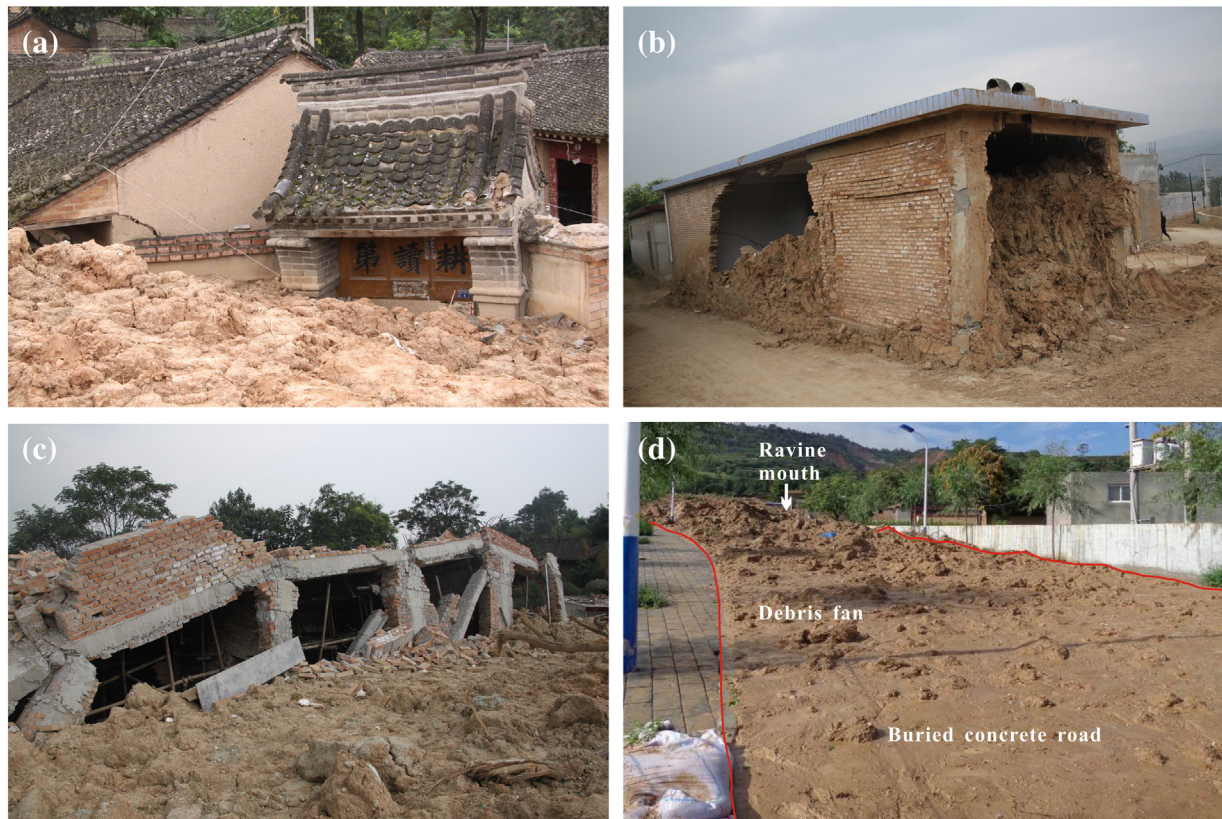 (a)
第讀耕
(b)
(c)
(d)
Ravine
mouth
Debris fan
Buried concrete road